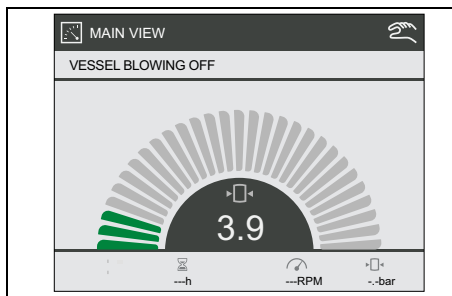 MAIN VIEW
VESSEL BLOWING OFF
3.9
---h ---RPM -.-bar